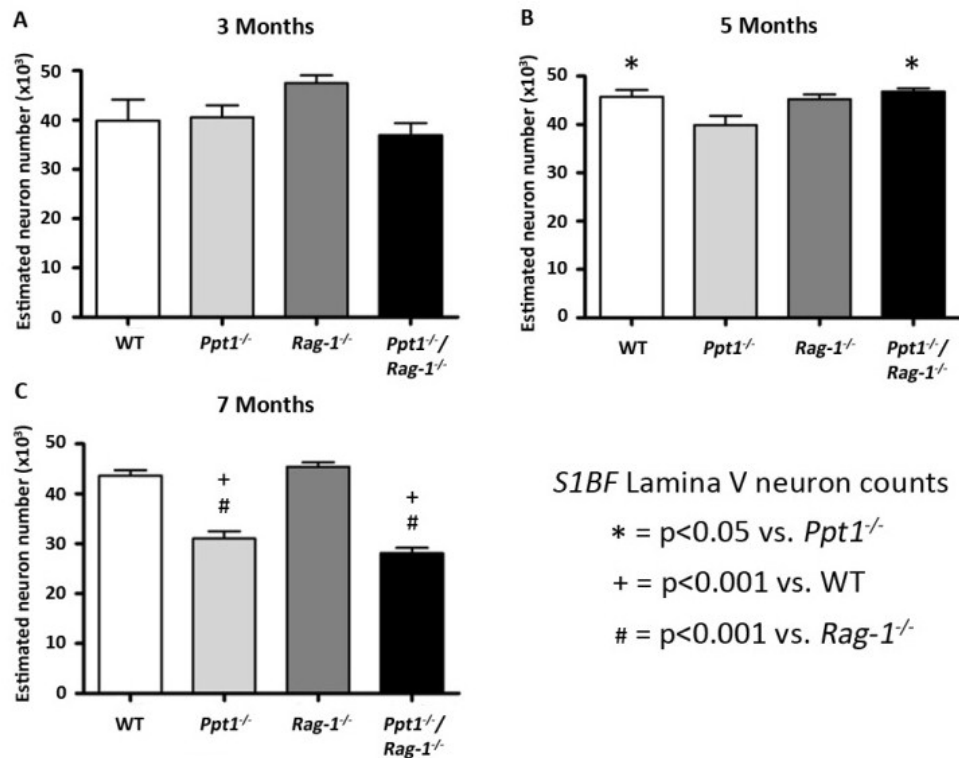 A
3 Months
Estimated neuron number (x10³)
50
40
30
20
10
0
WT
Ppt1⁻/⁻
Rag-1⁻/⁻
Ppt1⁻/⁻/
Rag-1⁻/⁻
B
5 Months
Estimated neuron number (x10³)
50
40
30
20
10
0
*
*
WT
Ppt1⁻/⁻
Rag-1⁻/⁻
Ppt1⁻/⁻/
Rag-1⁻/⁻
C
7 Months
Estimated neuron number (x10³)
50
40
30
20
10
0
+
#
+
#
WT
Ppt1⁻/⁻
Rag-1⁻/⁻
Ppt1⁻/⁻/
Rag-1⁻/⁻
S1BF Lamina V neuron counts
* = p<0.05 vs. Ppt1⁻/⁻
+ = p<0.001 vs. WT
# = p<0.001 vs. Rag-1⁻/⁻